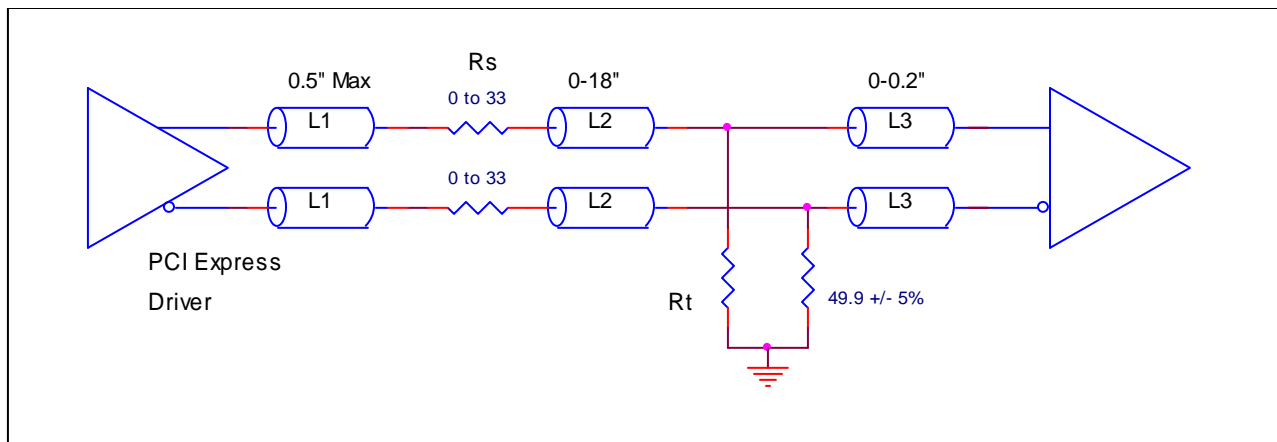 Rs
0.5" Max
0-18"
0-0.2"
0 to 33
L1
L2
L3
0 to 33
L1
L2
L3
PCI Express
Driver
Rt
49.9 +/- 5%